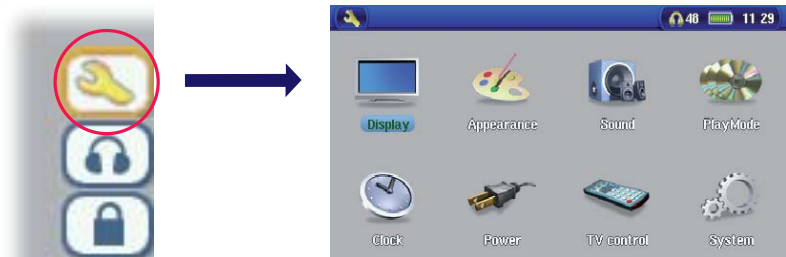 48 11 29
Display Appearance Sound PlayMode
Clock Power TV control System